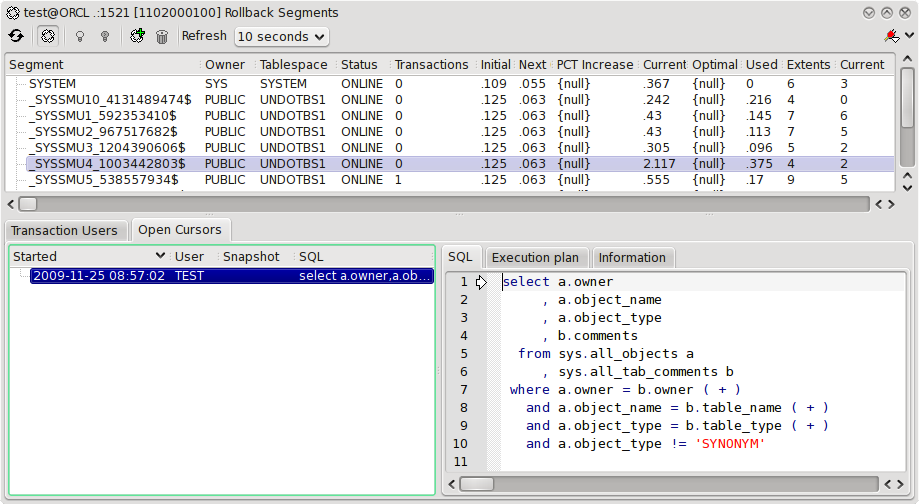 test@ORCL .:1521 [1102000100] Rollback Segments
Refresh 10 seconds
Segment Owner Tablespace Status Transactions Initial Next PCT Increase Current Optimal Used Extents Current
SYSTEM SYS SYSTEM ONLINE 0 .109 .055 {null} .367 {null} 0 6 3
_SYSSMU10_4131489474$ PUBLIC UNDOTBS1 ONLINE 0 .125 .063 {null} .242 {null} .216 4 0
_SYSSMU1_592353410$ PUBLIC UNDOTBS1 ONLINE 0 .125 .063 {null} .43 {null} .145 7 6
_SYSSMU2_967517682$ PUBLIC UNDOTBS1 ONLINE 0 .125 .063 {null} .43 {null} .113 7 5
_SYSSMU3_1204390606$ PUBLIC UNDOTBS1 ONLINE 0 .125 .063 {null} .305 {null} .096 5 2
_SYSSMU4_1003442803$ PUBLIC UNDOTBS1 ONLINE 0 .125 .063 {null} 2.117 {null} .375 4 2
_SYSSMU5_538557934$ PUBLIC UNDOTBS1 ONLINE 1 .125 .063 {null} .555 {null} .17 9 5
Transaction Users Open Cursors
Started User Snapshot SQL
2009-11-25 08:57:02 TEST select a.owner,a.ob...
SQL Execution plan Information
1 select a.owner
2 , a.object_name
3 , a.object_type
4 , b.comments
5 from sys.all_objects a
6 , sys.all_tab_comments b
7 where a.owner = b.owner ( + )
8 and a.object_name = b.table_name ( + )
9 and a.object_type = b.table_type ( + )
10 and a.object_type != 'SYNONYM'
11